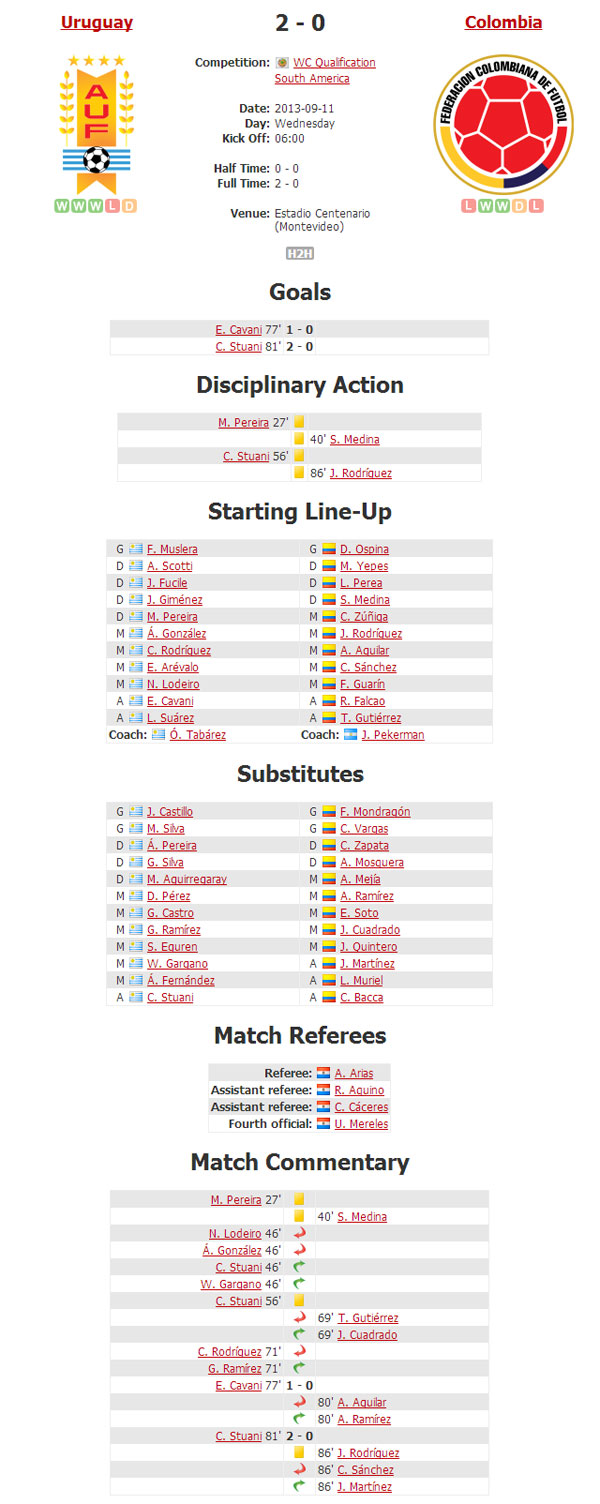 Uruguay 2 - 0 Colombia
Competition: WC Qualification
South America
Date: 2013-09-11
Day: Wednesday
Kick Off: 06:00
Half Time: 0 - 0
Full Time: 2 - 0
Venue: Estadio Centenario
(Montevideo)
AUF
FEDERACION COLOMBIANA DE FUTBOL
W W W L D
L W W D L
H2H
Goals
E. Cavani 77' 1 - 0
C. Stuani 81' 2 - 0
Disciplinary Action
M. Pereira 27'
40' S. Medina
C. Stuani 56'
86' J. Rodríguez
Starting Line-Up
G F. Muslera G D. Ospina
D A. Scotti D M. Yepes
D J. Fucile D L. Perea
D J. Giménez D S. Medina
D M. Pereira M C. Zúñiga
M Á. González M J. Rodríguez
M C. Rodríguez M A. Aguilar
M E. Arévalo M C. Sánchez
M N. Lodeiro M F. Guarín
A E. Cavani A R. Falcao
A L. Suárez A T. Gutiérrez
Coach: Ó. Tabárez Coach: J. Pekerman
Substitutes
G J. Castillo G F. Mondragón
G M. Silva G C. Vargas
D Á. Pereira D C. Zapata
D G. Silva D A. Mosquera
D M. Aguirregaray M A. Mejía
M D. Pérez M A. Ramírez
M G. Castro M E. Soto
M G. Ramírez M J. Cuadrado
M S. Eguren M J. Quintero
M W. Gargano A J. Martínez
M Á. Fernández A L. Muriel
A C. Stuani A C. Bacca
Match Referees
Referee: A. Arias
Assistant referee: R. Aquino
Assistant referee: C. Cáceres
Fourth official: U. Mereles
Match Commentary
M. Pereira 27'
40' S. Medina
N. Lodeiro 46'
Á. González 46'
C. Stuani 46'
W. Gargano 46'
C. Stuani 56'
69' T. Gutiérrez
69' J. Cuadrado
C. Rodríguez 71'
G. Ramírez 71'
E. Cavani 77' 1 - 0
80' A. Aguilar
80' A. Ramírez
C. Stuani 81' 2 - 0
86' J. Rodríguez
86' C. Sánchez
86' J. Martínez